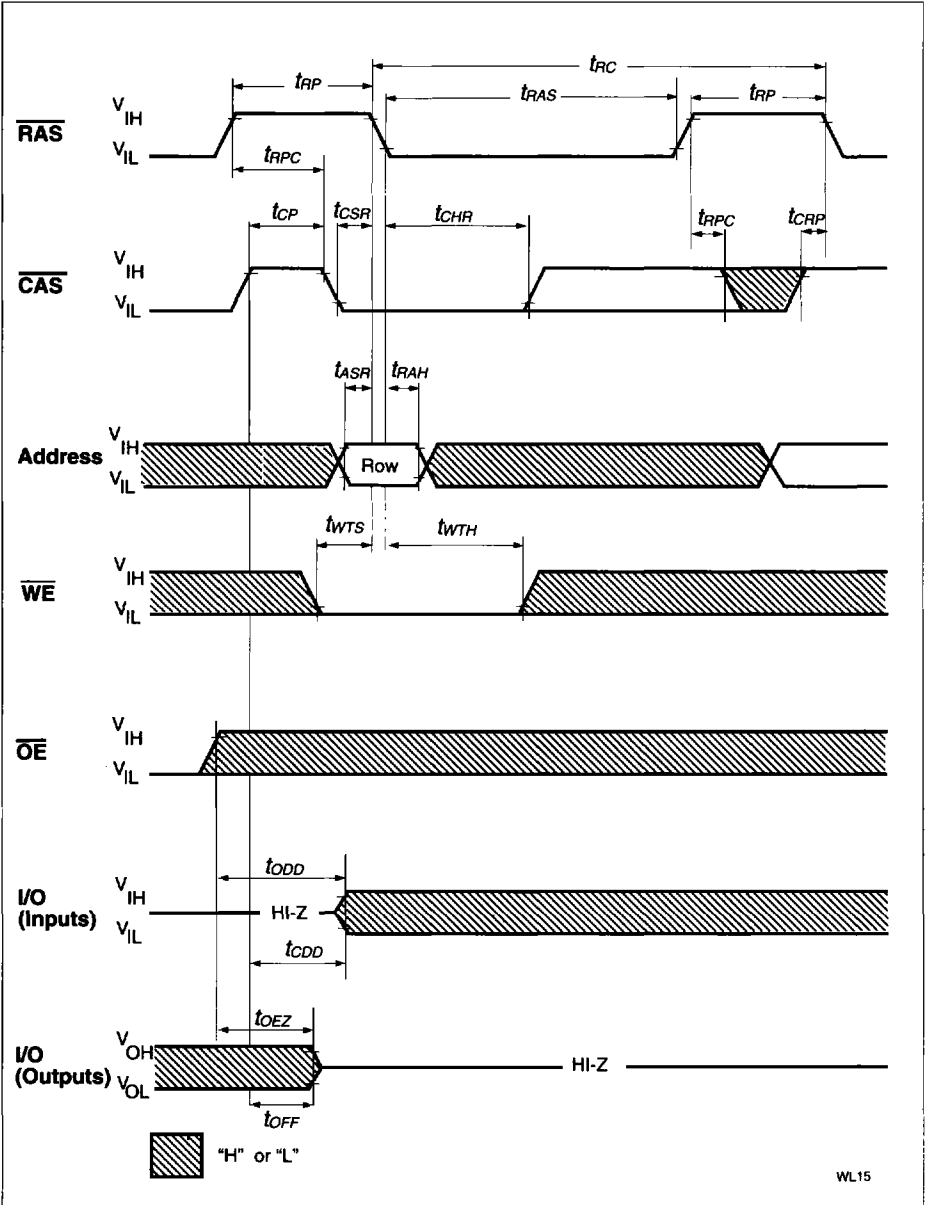 tRC
tRP
tRAS
tRP
RAS
VIH
VIL
tRPC
tCP
tCSR
tCHR
tRPC
tCRP
CAS
VIH
VIL
tASR
tRAH
Address
VIH
VIL
Row
tWTS
tWTH
WE
VIH
VIL
OE
VIH
VIL
tODD
I/O
(Inputs)
VIH
VIL
HI-Z
tCDD
tOEZ
I/O
(Outputs)
VOH
VOL
HI-Z
tOFF
"H" or "L"
WL15